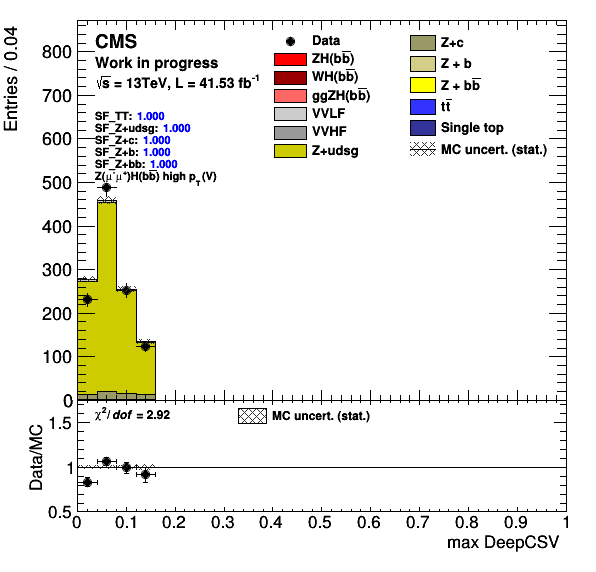 Entries / 0.04
800
700
600
500
400
300
200
100
0
CMS
Work in progress
√s = 13TeV, L = 41.53 fb⁻¹
SF_TT: 1.000
SF_Z+udsg: 1.000
SF_Z+c: 1.000
SF_Z+b: 1.000
SF_Z+bb: 1.000
Z(μ⁻μ⁺)H(bb̅) high p_T(V)
Data
ZH(bb̅)
WH(bb̅)
ggZH(bb̅)
VVLF
VVHF
Z+udsg
Z+c
Z + b
Z + bb̅
tt̅
Single top
MC uncert. (stat.)
Data/MC
1.5
1
0.5
χ²/dof = 2.92
MC uncert. (stat.)
0 0.1 0.2 0.3 0.4 0.5 0.6 0.7 0.8 0.9 1
max DeepCSV